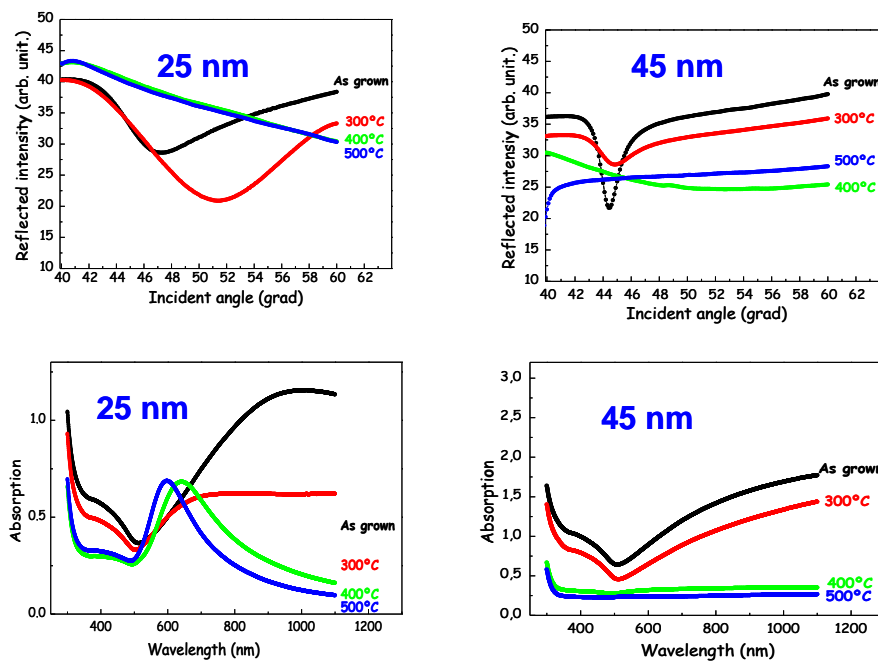 50
45
40
35
30
25
20
15
10
Reflected intensity (arb. unit.)
25 nm
As grown
300°C
400°C
500°C
40 42 44 46 48 50 52 54 56 58 60 62
Incident angle (grad)
50
45
40
35
30
25
20
15
10
Reflected intensity (arb. unit.)
45 nm
As grown
300°C
500°C
400°C
40 42 44 46 48 50 52 54 56 58 60 62
Incident angle (grad)
1.0
0.5
0.0
Absorption
25 nm
As grown
300°C
400°C
500°C
400 600 800 1000 1200
Wavelength (nm)
3,0
2,5
2,0
1,5
1,0
0,5
0,0
Absorption
45 nm
As grown
300°C
400°C
500°C
400 600 800 1000 1200
Wavelength (nm)